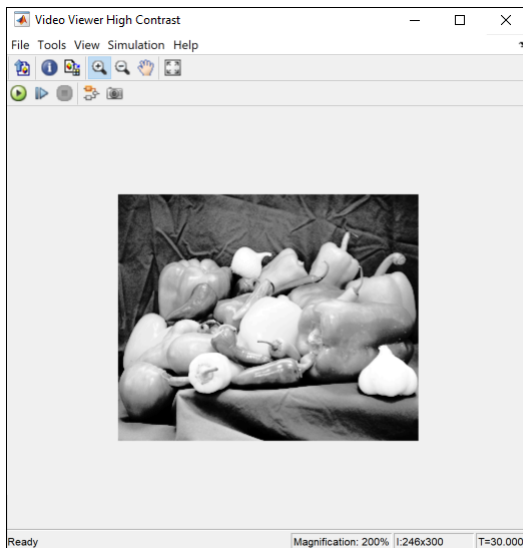 Video Viewer High Contrast
File Tools View Simulation Help
Ready Magnification: 200% I:246x300 T=30.000